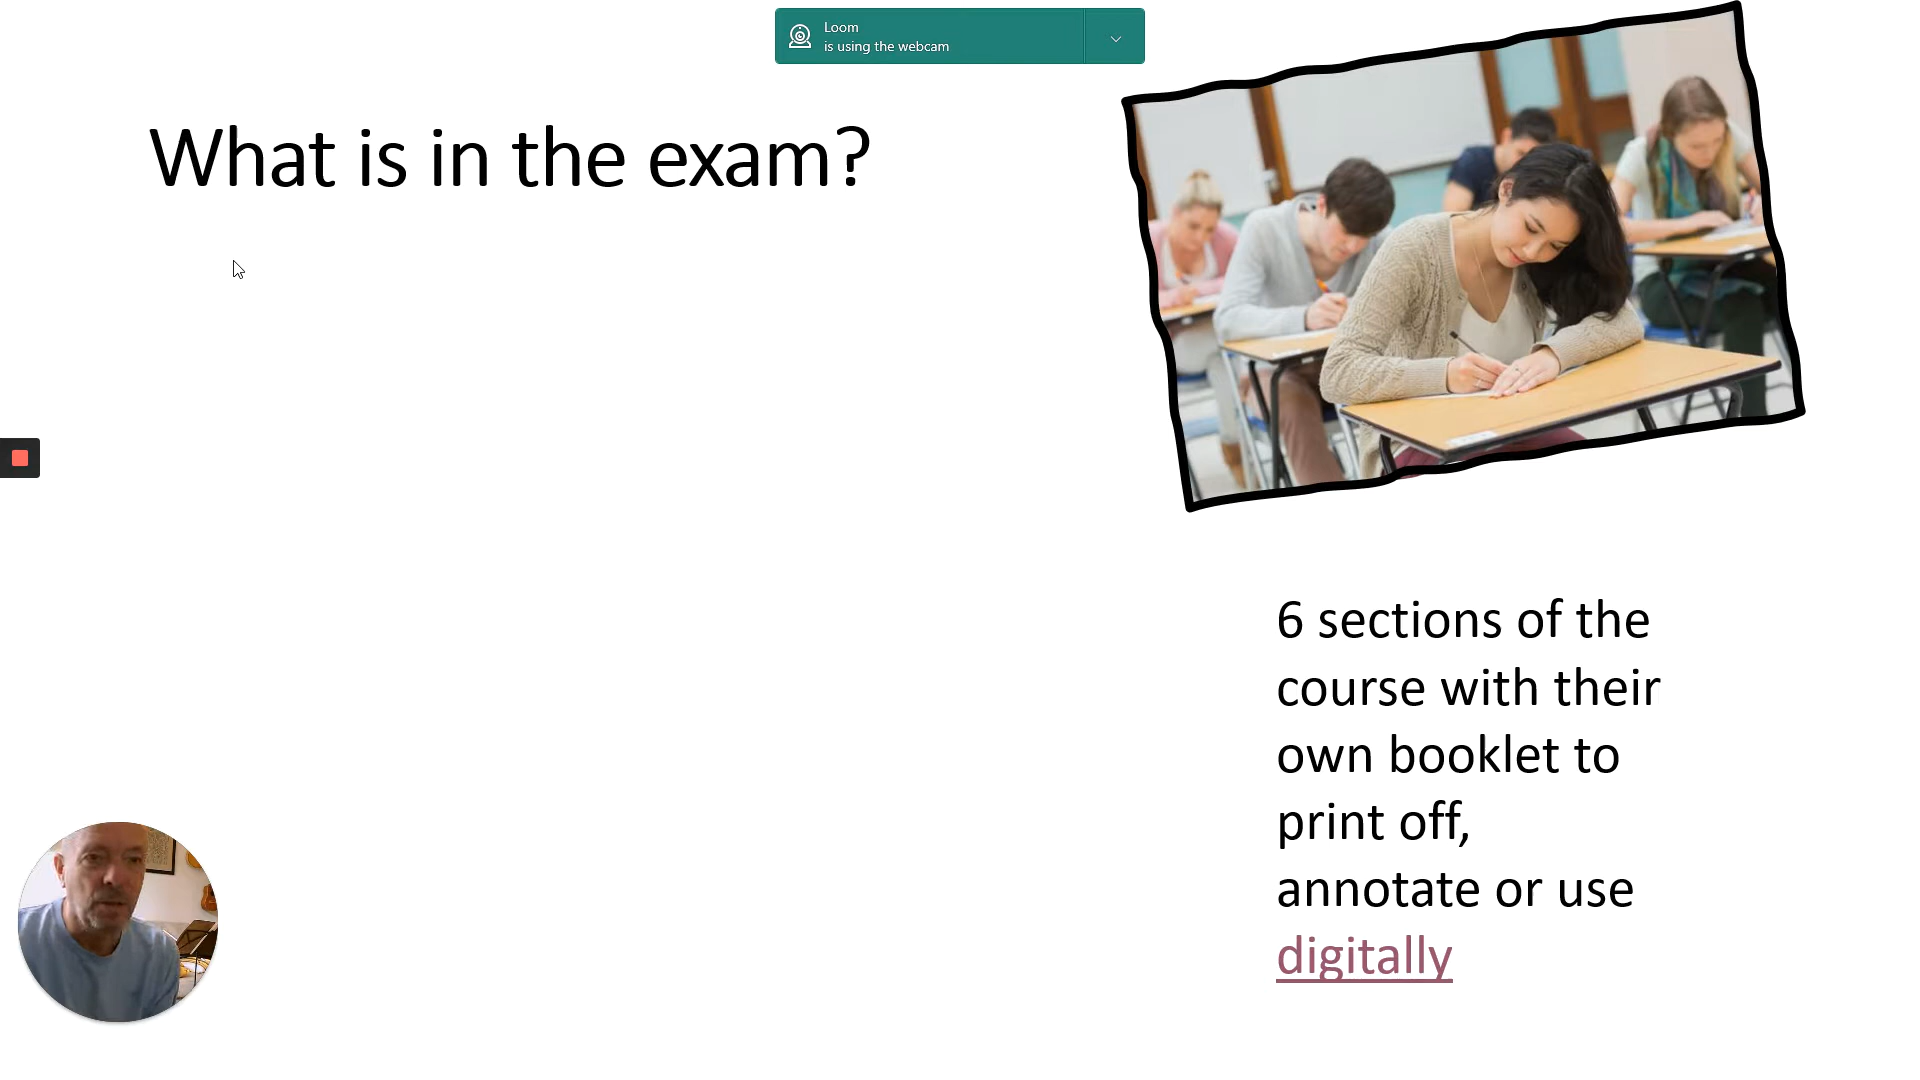 Loom
is using the webcam
What is in the exam?
6 sections of the
course with their
own booklet to
print off,
annotate or use
digitally